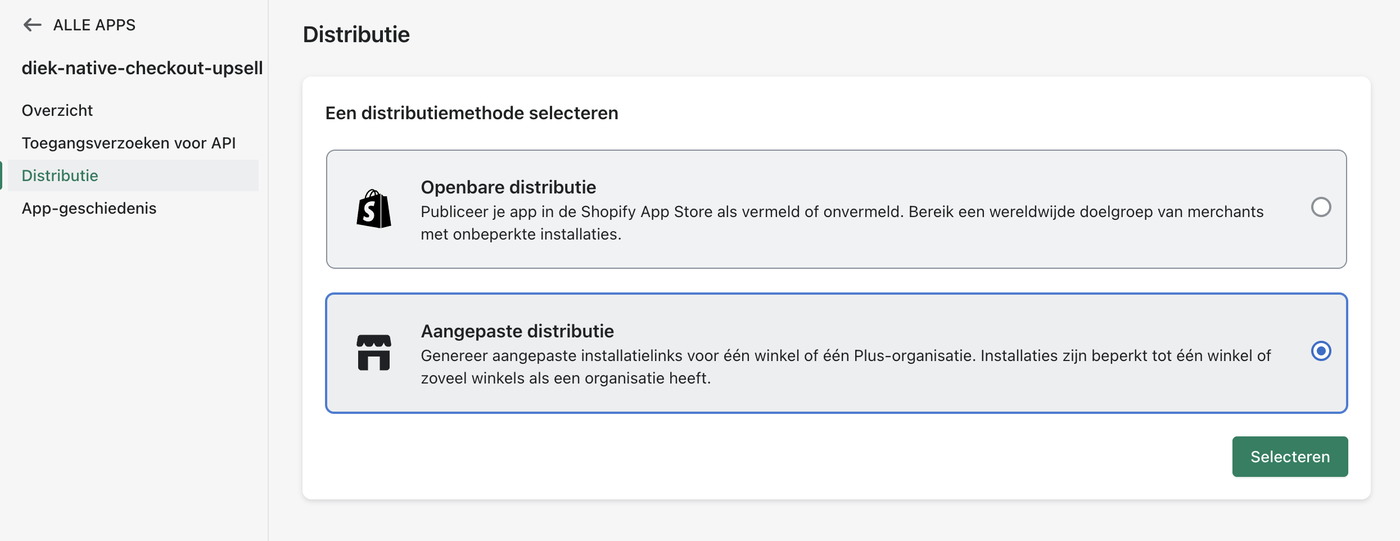 ALLE APPS
diek-native-checkout-upsell
Overzicht
Toegangsverzoeken voor API
Distributie
App-geschiedenis
Distributie
Een distributiemethode selecteren
Openbare distributie
Publiceer je app in de Shopify App Store als vermeld of onvermeld. Bereik een wereldwijde doelgroep van merchants
met onbeperkte installaties.
Aangepaste distributie
Genereer aangepaste installatielinks voor één winkel of één Plus-organisatie. Installaties zijn beperkt tot één winkel of
zoveel winkels als een organisatie heeft.
Selecteren